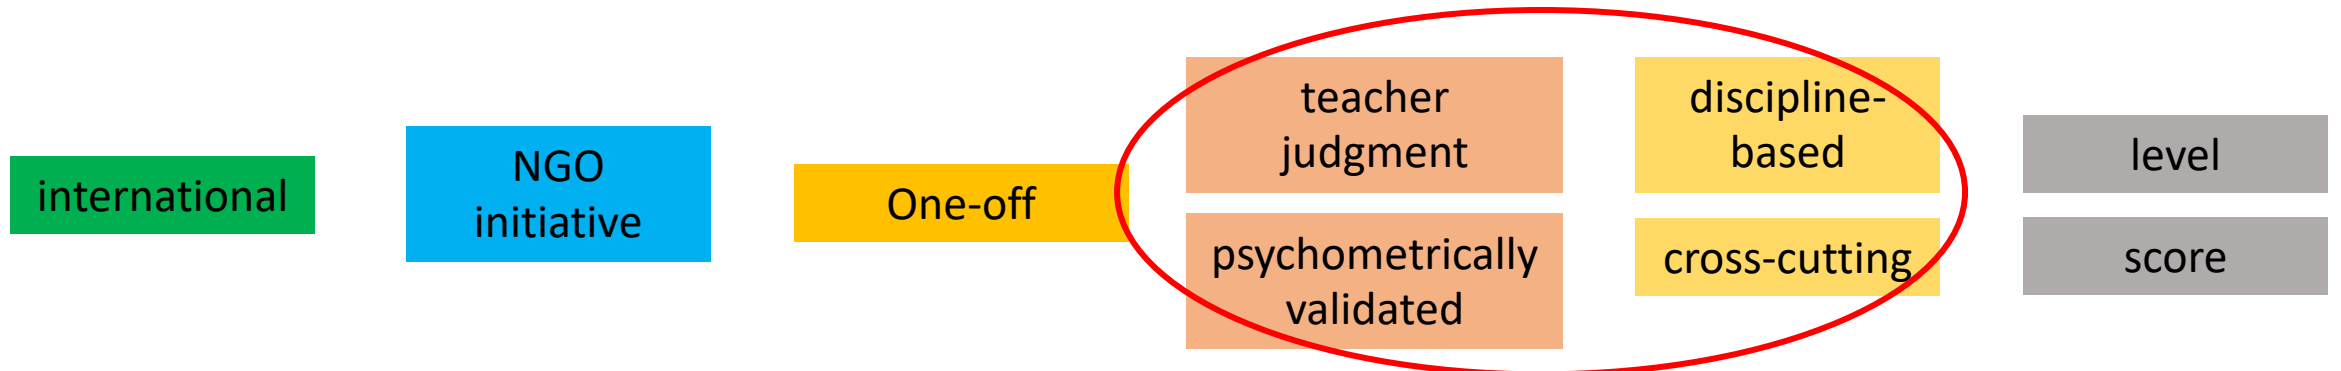 international
NGO
initiative
One-off
teacher
judgment
psychometrically
validated
discipline-
based
cross-cutting
level
score